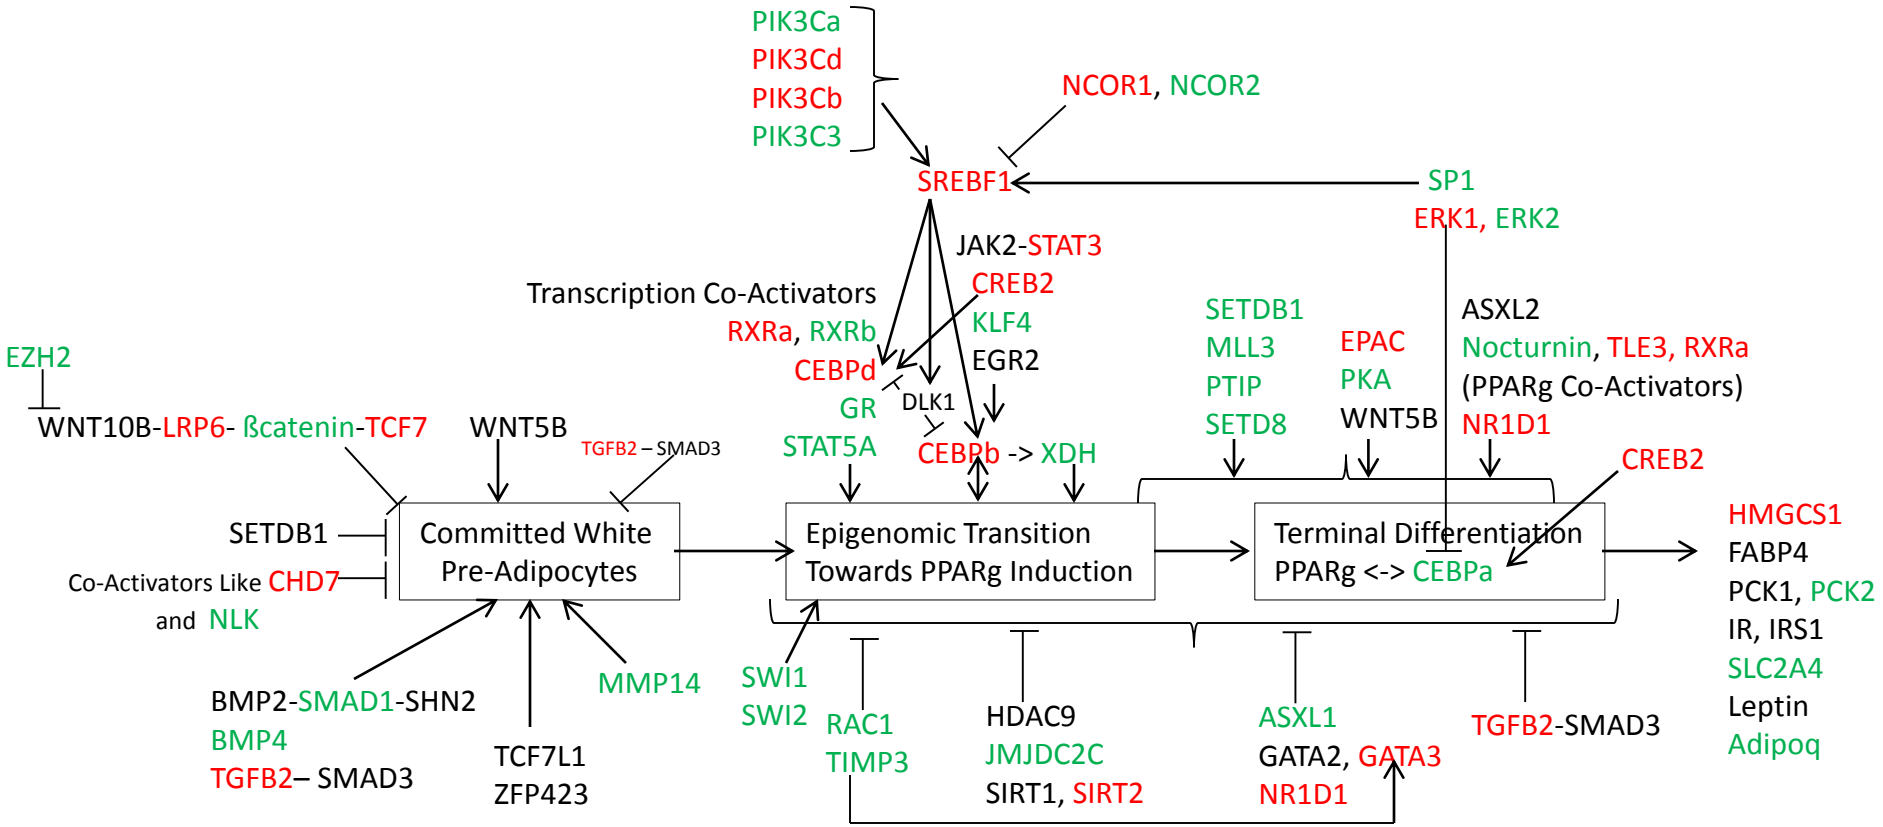 PIK3Ca
PIK3Cd
PIK3Cb
PIK3C3
NCOR1, NCOR2
SREBF1
SP1
ERK1, ERK2
JAK2-STAT3
CREB2
KLF4
EGR2
Transcription Co-Activators
RXRa, RXRb
CEBPd
GR
STAT5A
DLK1
CEBPb -> XDH
SETDB1
MLL3
PTIP
SETD8
EPAC
PKA
WNT5B
ASXL2
Nocturnin, TLE3, RXRa
(PPARg Co-Activators)
NR1D1
CREB2
EZH2
WNT10B-LRP6- ßcatenin-TCF7
WNT5B
TGFB2 – SMAD3
SETDB1
Co-Activators Like CHD7
and NLK
Committed White
Pre-Adipocytes
Epigenomic Transition
Towards PPARg Induction
Terminal Differentiation
PPARg <-> CEBPa
HMGCS1
FABP4
PCK1, PCK2
IR, IRS1
SLC2A4
Leptin
Adipoq
BMP2-SMAD1-SHN2
BMP4
TGFB2– SMAD3
TCF7L1
ZFP423
MMP14
SWI1
SWI2
RAC1
TIMP3
HDAC9
JMJDC2C
SIRT1, SIRT2
ASXL1
GATA2, GATA3
NR1D1
TGFB2-SMAD3